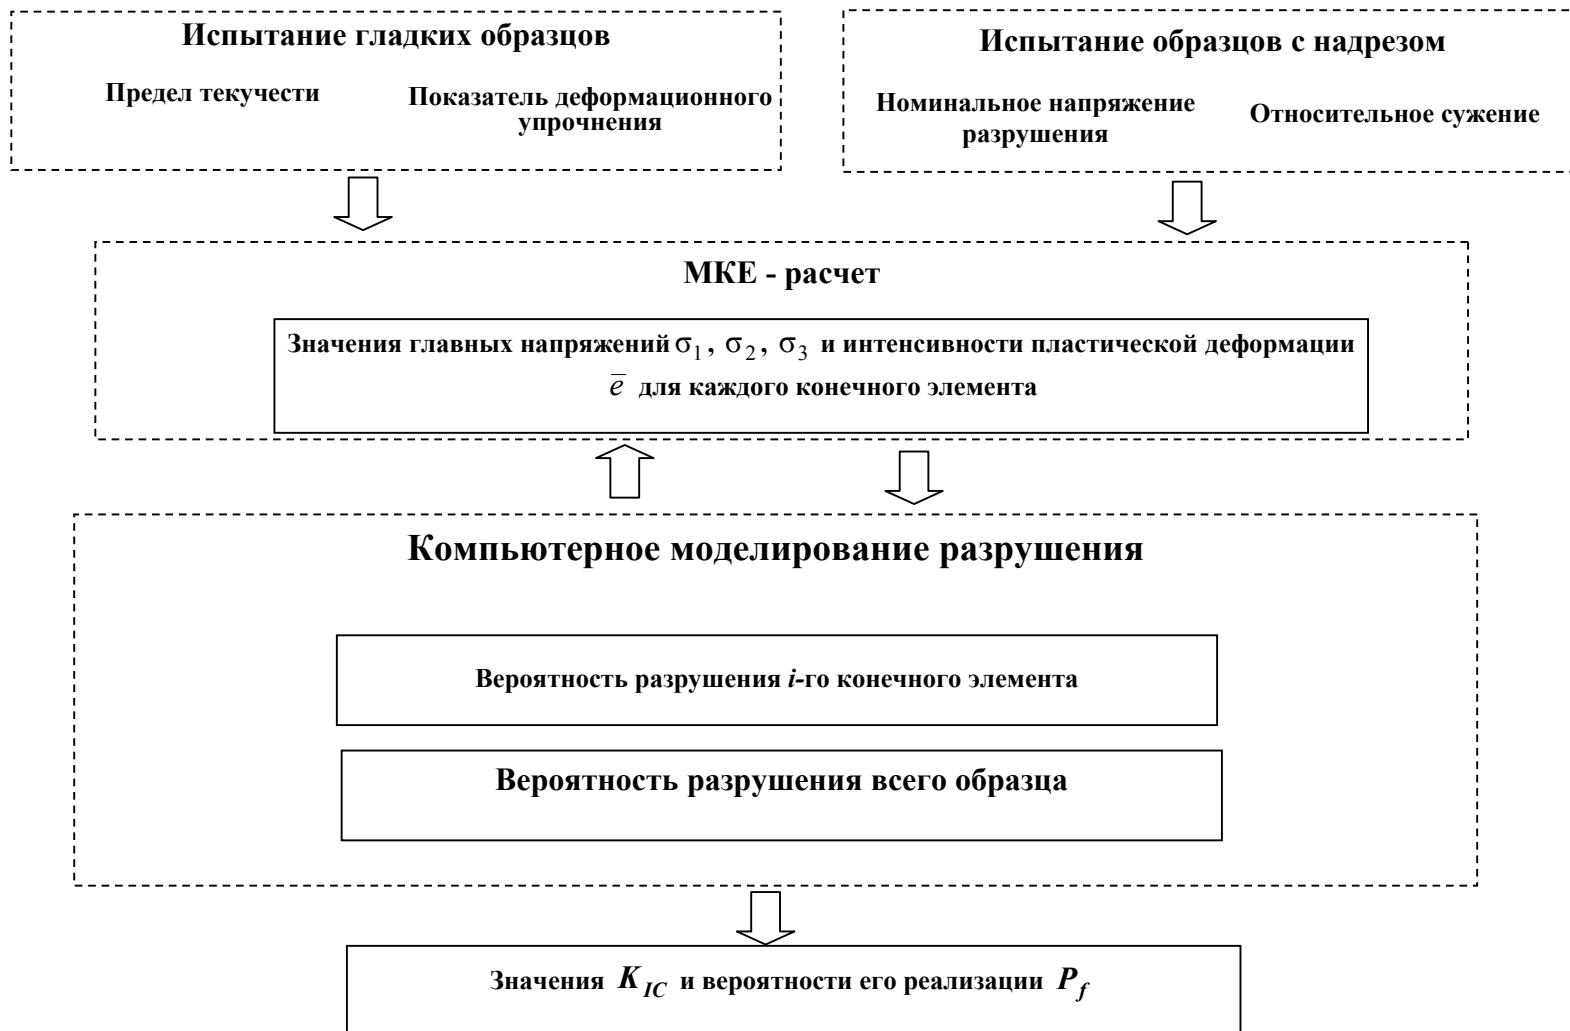 Испытание гладких образцов
Предел текучести
Показатель деформационного
упрочнения
Испытание образцов с надрезом
Номинальное напряжение
разрушения
Относительное сужение
МКЕ - расчет
Значения главных напряжений σ₁, σ₂, σ₃ и интенсивности пластической деформации
e̅ для каждого конечного элемента
Компьютерное моделирование разрушения
Вероятность разрушения i-го конечного элемента
Вероятность разрушения всего образца
Значения K_IC и вероятности его реализации P_f